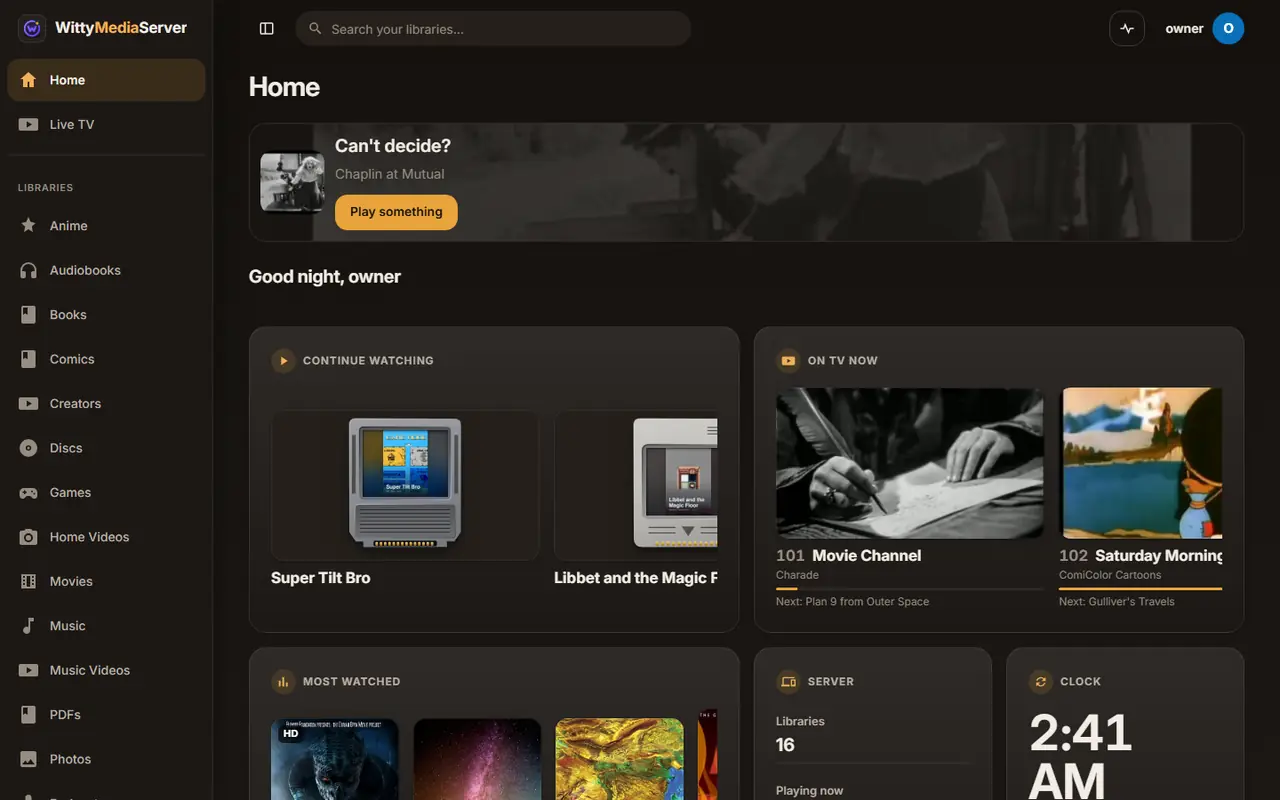 WittyMediaServer
Search your libraries...
owner
O
Home
Live TV
LIBRARIES
Anime
Audiobooks
Books
Comics
Creators
Discs
Games
Home Videos
Movies
Music
Music Videos
PDFs
Photos
Home
Can't decide?
Chaplin at Mutual
Play something
Good night, owner
CONTINUE WATCHING
Super Tilt Bro
Super Tilt Bro
Libbet and the
Magic Floor
Libbet and the Magic F
ON TV NOW
101 Movie Channel
Charade
Next: Plan 9 from Outer Space
102 Saturday Morning
ComiColor Cartoons
Next: Gulliver's Travels
MOST WATCHED
HD
SERVER
Libraries
16
Playing now
CLOCK
2:41
AM